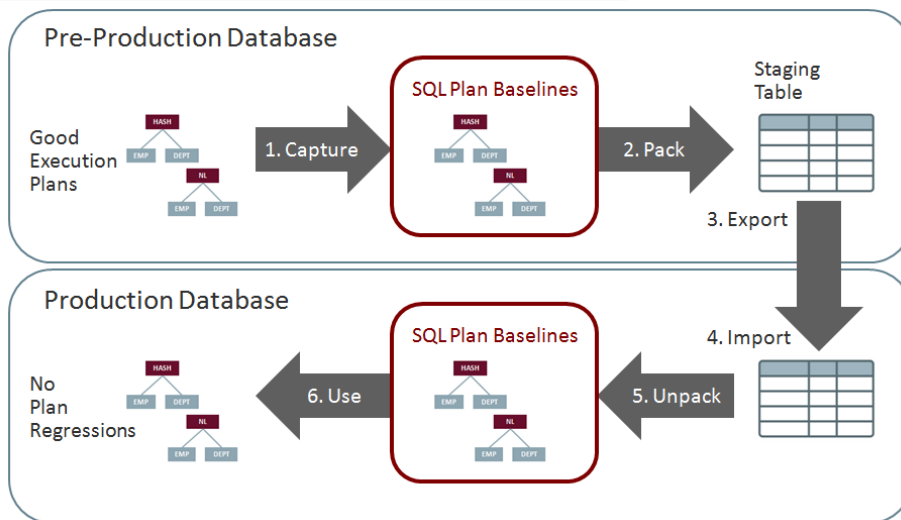 Pre-Production Database
Good
Execution
Plans
HASH
EMP
DEPT
NL
EMP
DEPT
1. Capture
SQL Plan Baselines
HASH
EMP
DEPT
NL
EMP
DEPT
2. Pack
Staging
Table
3. Export
Production Database
4. Import
5. Unpack
SQL Plan Baselines
HASH
EMP
DEPT
NL
EMP
DEPT
6. Use
HASH
EMP
DEPT
NL
EMP
DEPT
No
Plan
Regressions